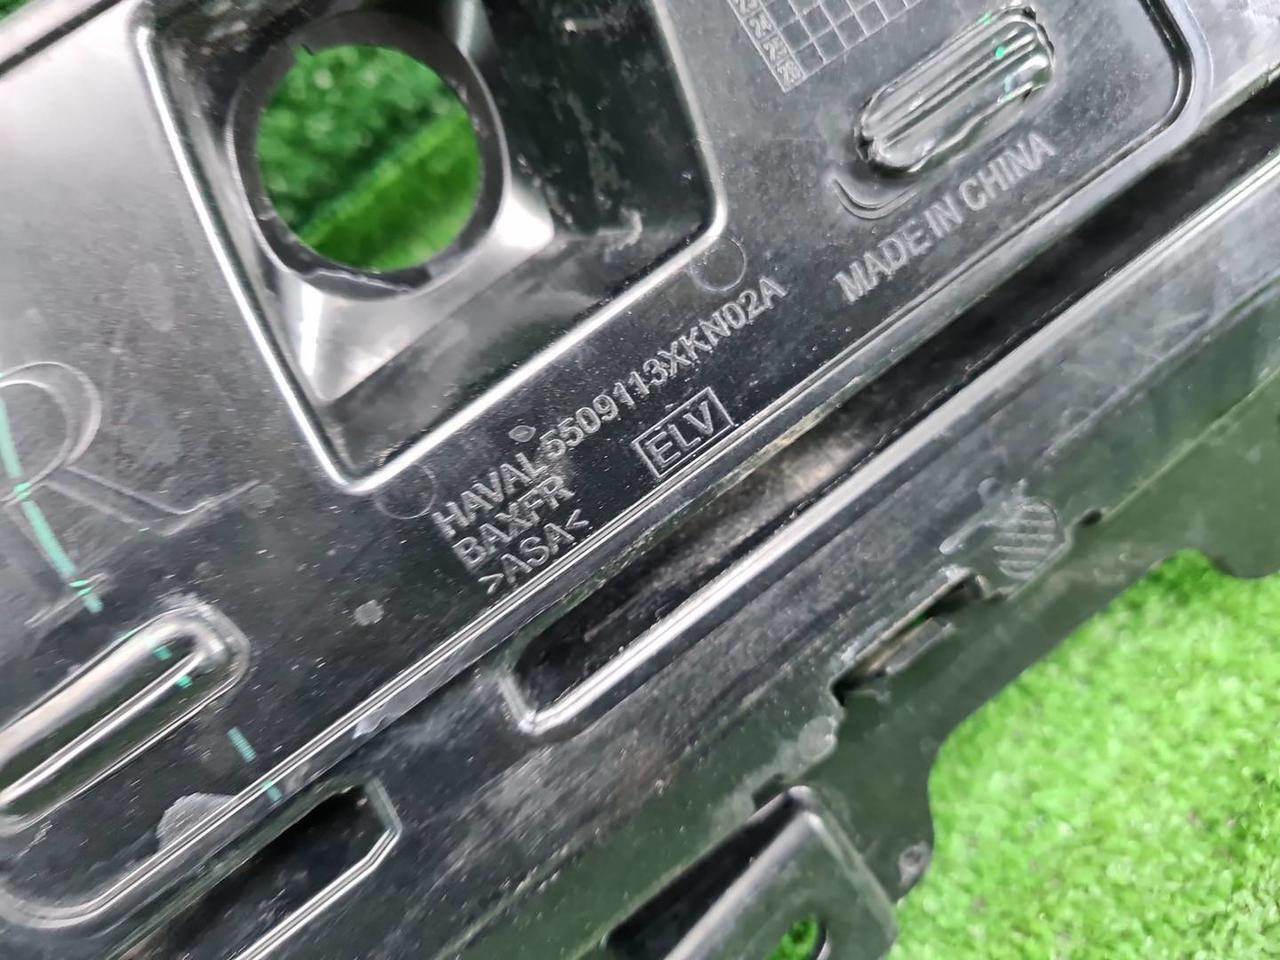 MADE IN CHINA
HAVAL 5509113XKN02A
BAXFR
>ASA<
ELV
R